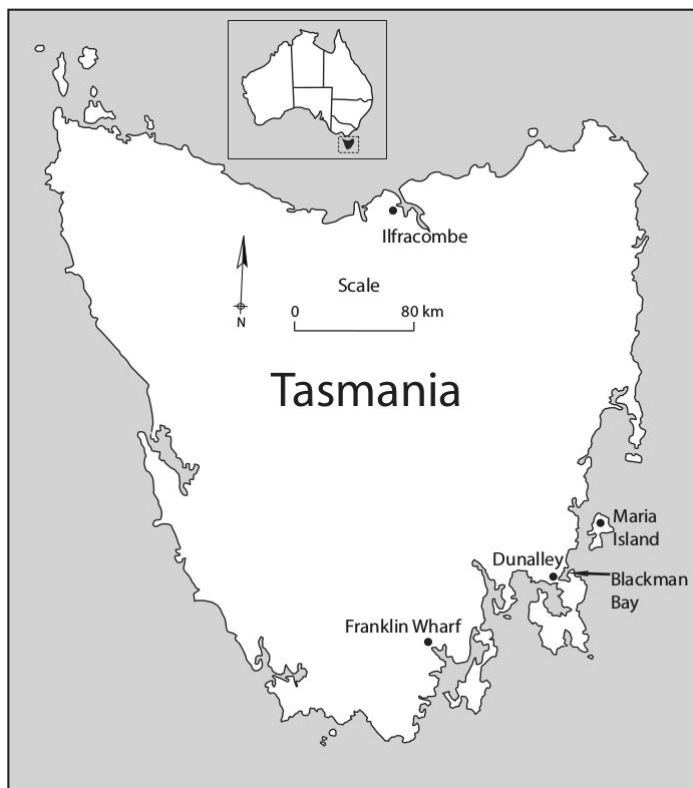 Ilfracombe
Scale
0 80 km
N
Tasmania
Maria
Island
Dunalley
Blackman
Bay
Franklin Wharf